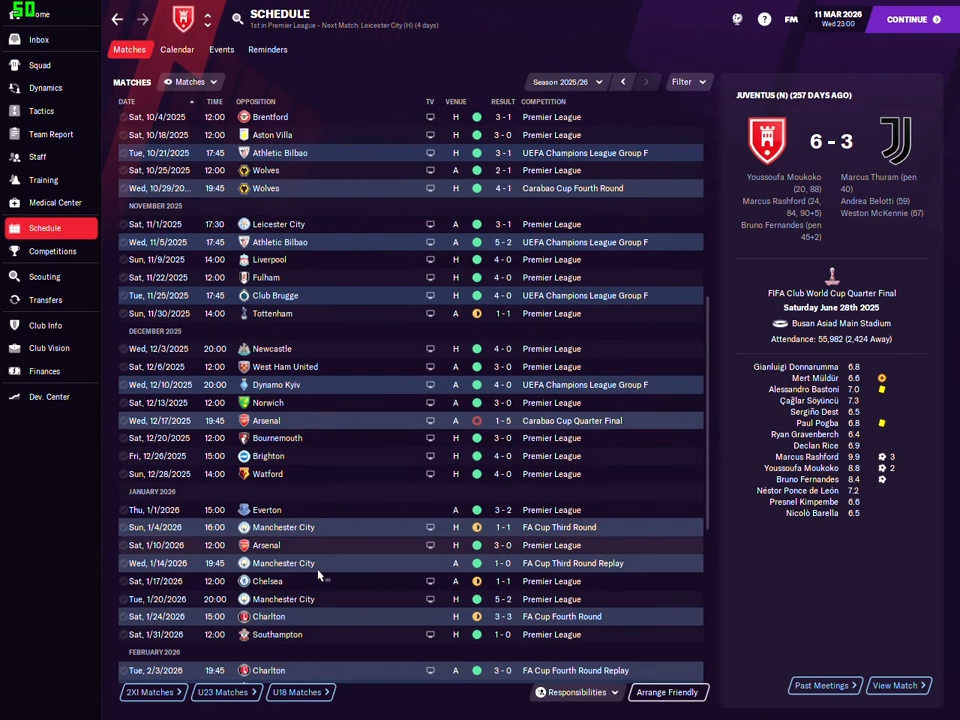 50
ome
SCHEDULE
1st in Premier League - Next Match: Leicester City (H) (4 days)
?
FM
11 MAR 2026
Wed 23:00
CONTINUE
Inbox
Squad
Dynamics
Tactics
Team Report
Staff
Training
Medical Center
Schedule
Competitions
Scouting
Transfers
Club Info
Club Vision
Finances
Dev. Center
Matches Calendar Events Reminders
MATCHES Matches Season 2025/26 Filter
DATE TIME OPPOSITION TV VENUE RESULT COMPETITION
Sat, 10/4/2025 12:00 Brentford H 3 - 1 Premier League
Sat, 10/18/2025 12:00 Aston Villa H 3 - 0 Premier League
Tue, 10/21/2025 17:45 Athletic Bilbao H 3 - 1 UEFA Champions League Group F
Sat, 10/25/2025 12:00 Wolves A 2 - 1 Premier League
Wed, 10/29/20... 19:45 Wolves H 4 - 1 Carabao Cup Fourth Round
NOVEMBER 2025
Sat, 11/1/2025 17:30 Leicester City A 3 - 1 Premier League
Wed, 11/5/2025 17:45 Athletic Bilbao A 5 - 2 UEFA Champions League Group F
Sun, 11/9/2025 14:00 Liverpool H 4 - 0 Premier League
Sat, 11/22/2025 12:00 Fulham H 4 - 0 Premier League
Tue, 11/25/2025 17:45 Club Brugge H 4 - 0 UEFA Champions League Group F
Sun, 11/30/2025 14:00 Tottenham A 1 - 1 Premier League
DECEMBER 2025
Wed, 12/3/2025 20:00 Newcastle H 4 - 0 Premier League
Sat, 12/6/2025 12:00 West Ham United A 3 - 0 Premier League
Wed, 12/10/2025 20:00 Dynamo Kyiv H 4 - 0 UEFA Champions League Group F
Sat, 12/13/2025 12:00 Norwich H 3 - 0 Premier League
Wed, 12/17/2025 19:45 Arsenal A 1 - 5 Carabao Cup Quarter Final
Sat, 12/20/2025 12:00 Bournemouth H 3 - 0 Premier League
Fri, 12/26/2025 15:00 Brighton A 4 - 0 Premier League
Sun, 12/28/2025 14:00 Watford H 4 - 0 Premier League
JANUARY 2026
Thu, 1/1/2026 15:00 Everton A 3 - 2 Premier League
Sun, 1/4/2026 16:00 Manchester City H 1 - 1 FA Cup Third Round
Sat, 1/10/2026 12:00 Arsenal H 3 - 0 Premier League
Wed, 1/14/2026 19:45 Manchester City A 1 - 0 FA Cup Third Round Replay
Sat, 1/17/2026 12:00 Chelsea A 1 - 1 Premier League
Tue, 1/20/2026 20:00 Manchester City H 5 - 2 Premier League
Sat, 1/24/2026 15:00 Charlton H 3 - 3 FA Cup Fourth Round
Sat, 1/31/2026 12:00 Southampton H 1 - 0 Premier League
FEBRUARY 2026
Tue, 2/3/2026 19:45 Charlton A 3 - 0 FA Cup Fourth Round Replay
2XI Matches U23 Matches U18 Matches Responsibilities Arrange Friendly
JUVENTUS (N) (257 DAYS AGO)
6 - 3
Youssoufa Moukoko
(20, 88)
Marcus Rashford (24,
84, 90+5)
Bruno Fernandes (pen
45+2)
Marcus Thuram (pen
40)
Andrea Belotti (59)
Weston McKennie (67)
FIFA Club World Cup Quarter Final
Saturday June 28th 2025
Busan Asiad Main Stadium
Attendance: 55,982 (2,424 Away)
Gianluigi Donnarumma 6.8
Mert Müldür 6.6
Alessandro Bastoni 7.0
Çağlar Söyüncü 7.3
Sergiño Dest 6.5
Paul Pogba 6.8
Ryan Gravenberch 6.4
Declan Rice 6.9
Marcus Rashford 9.9 3
Youssoufa Moukoko 8.8 2
Bruno Fernandes 8.4
Néstor Ponce de León 7.2
Presnel Kimpembe 6.6
Nicolò Barella 6.5
Past Meetings View Match